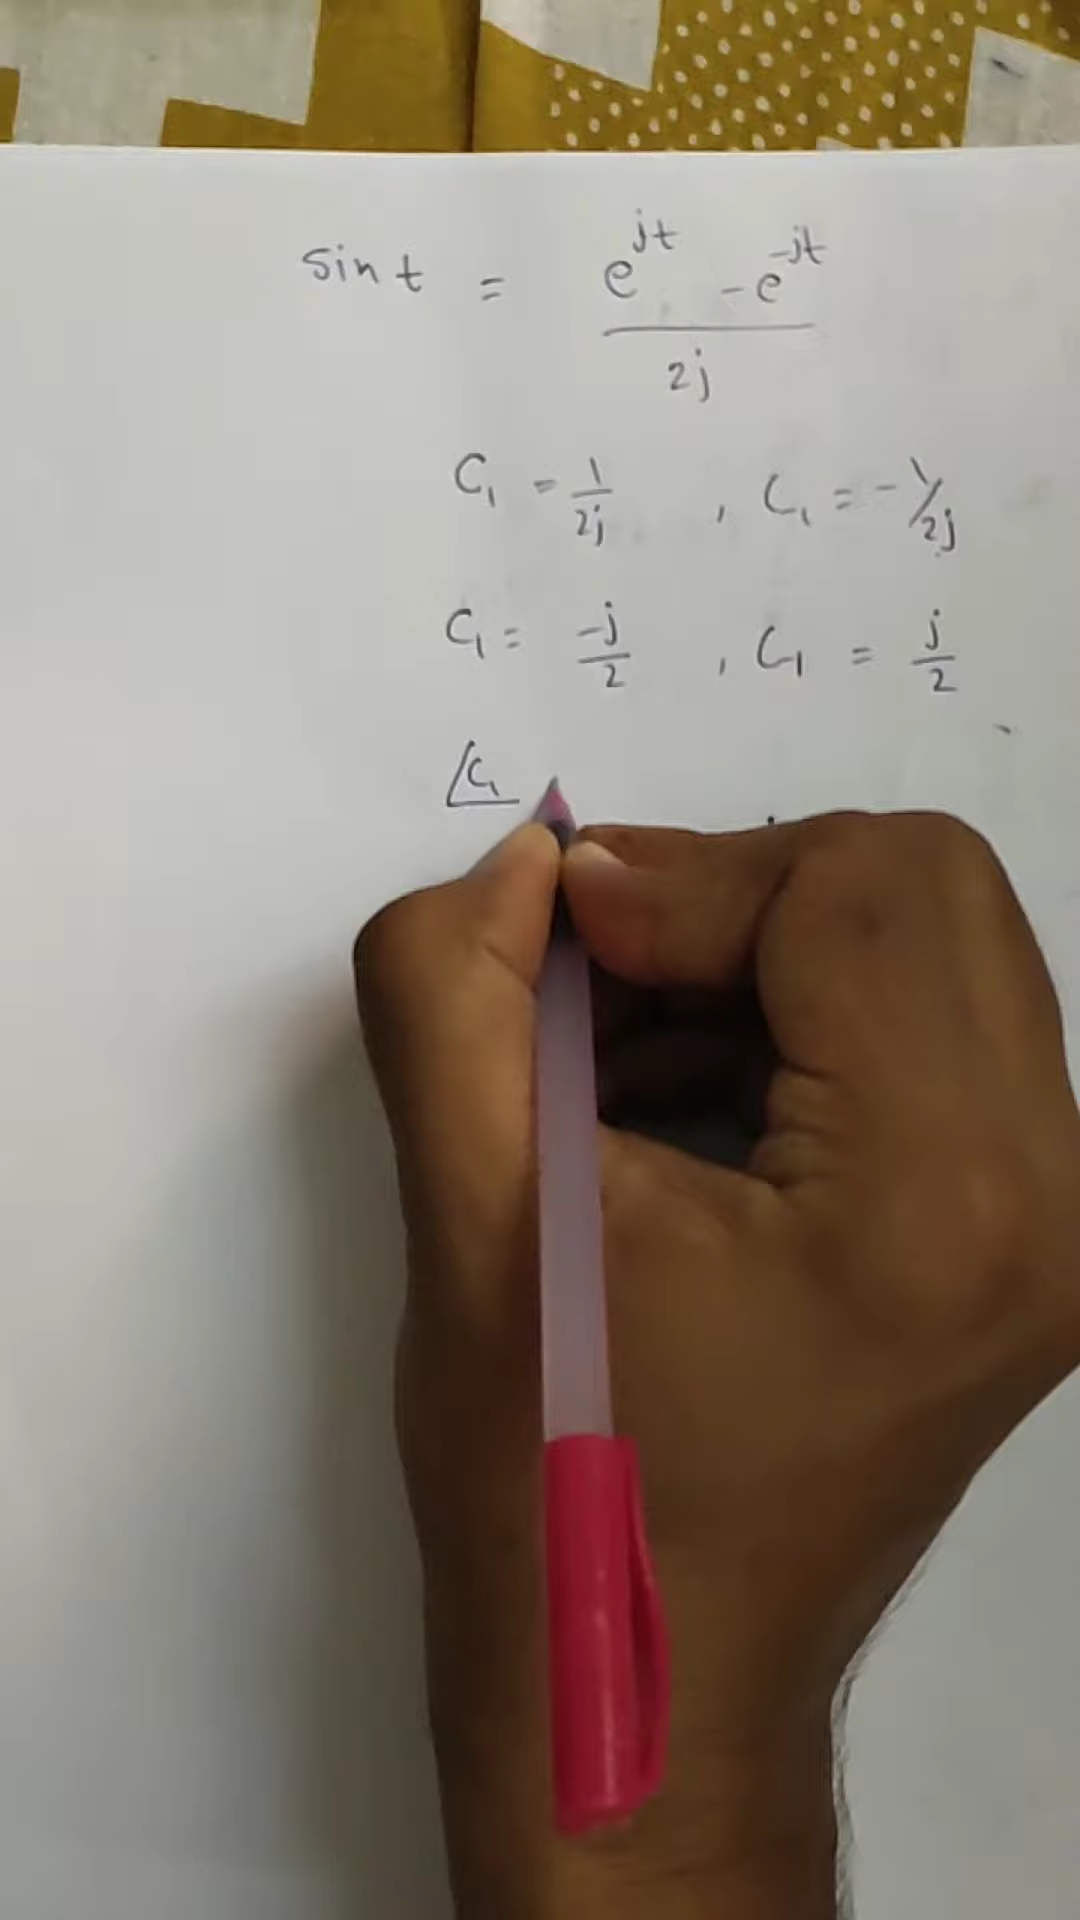 sin t = e^{jt} - e^{-jt} / 2j
C₁ = 1/2j , C₁ = -1/2j
C₁ = -j/2 , C₁ = j/2
∠C₁